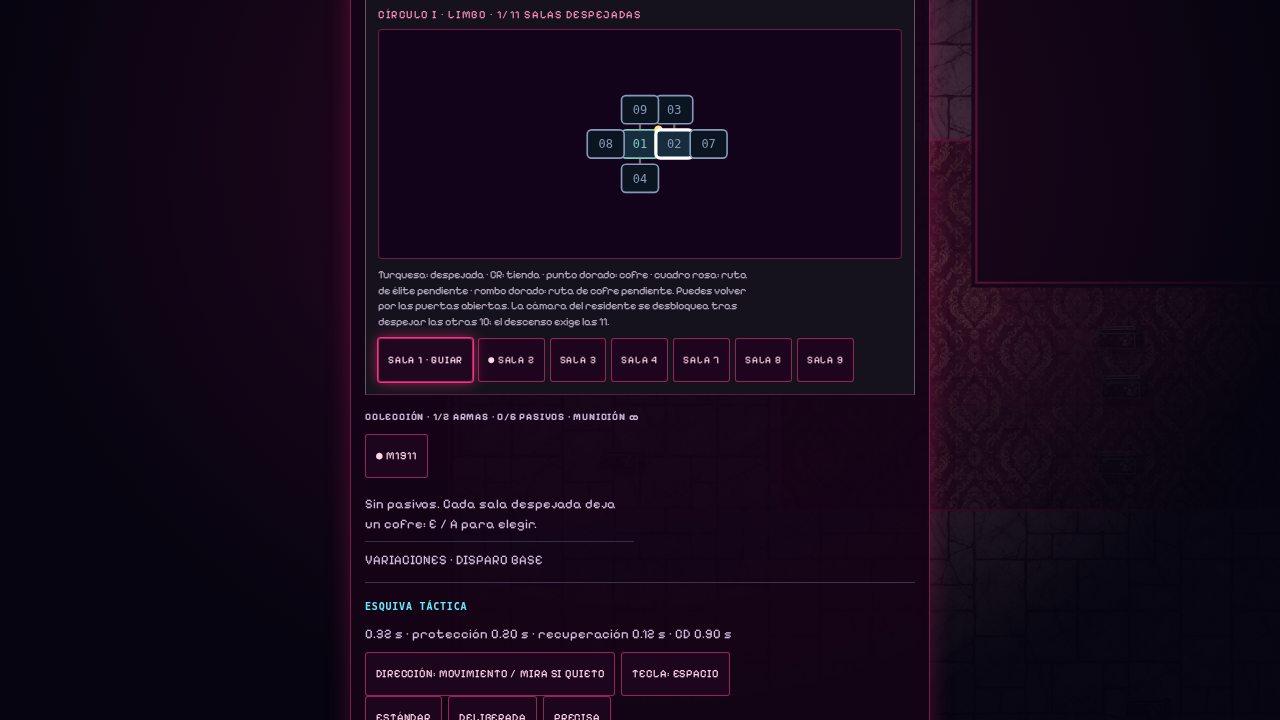 CÍRCULO I · LIMBO · 1/11 SALAS DESPEJADAS
09 03
08 01 02 07
04
Turquesa: despejada · OR: tienda · punto dorado: cofre · cuadro rosa: ruta
de élite pendiente · rombo dorado: ruta de cofre pendiente. Puedes volver
por las puertas abiertas. La cámara del residente se desbloquea tras
despejar las otras 10; el descenso exige las 11.
SALA 1 · GUIAR ● SALA 2 SALA 3 SALA 4 SALA 7 SALA 8 SALA 9
COLECCIÓN · 1/2 ARMAS · 0/6 PASIVOS · MUNICIÓN ∞
● M1911
Sin pasivos. Cada sala despejada deja
un cofre: E / A para elegir.
VARIACIONES · DISPARO BASE
ESQUIVA TÁCTICA
0.32 s · protección 0.20 s · recuperación 0.12 s · CD 0.90 s
DIRECCIÓN: MOVIMIENTO / MIRA SI QUIETO TECLA: ESPACIO
ESTÁNDAR DELIBERADA PRECISA